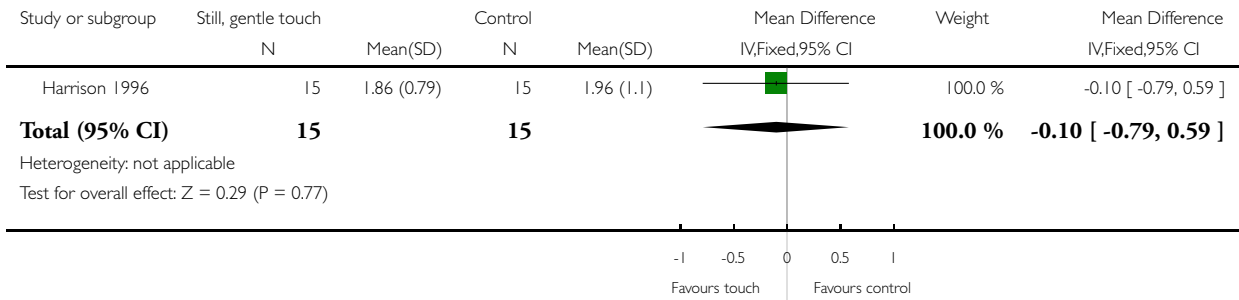 Study or subgroup Still, gentle touch Control Mean Difference Weight Mean Difference
N Mean(SD) N Mean(SD) IV,Fixed,95% CI IV,Fixed,95% CI
Harrison 1996 15 1.86 (0.79) 15 1.96 (1.1) 100.0 % -0.10 [ -0.79, 0.59 ]
Total (95% CI) 15 15 100.0 % -0.10 [ -0.79, 0.59 ]
Heterogeneity: not applicable
Test for overall effect: Z = 0.29 (P = 0.77)
-1 -0.5 0 0.5 1
Favours touch Favours control